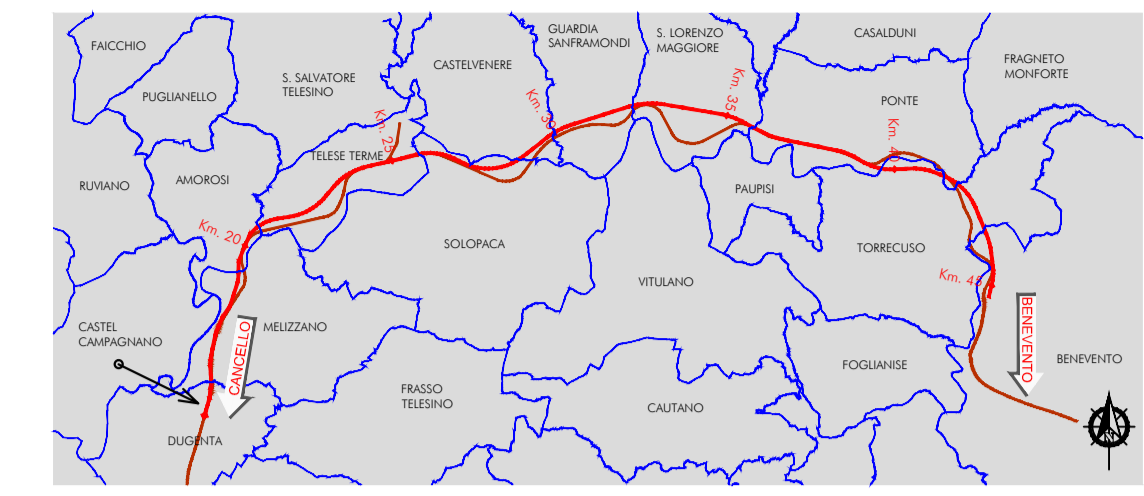 GUARDIA
SANFRAMONDI
S. LORENZO
MAGGIORE
CASALDUNI
FAICCHIO
CASTELVENERE
FRAGNETO
MONFORTE
S. SALVATORE
TELESINO
PUGLIANELLO
Km. 35
PONTE
Km. 30
Km. 25
Km. 40
TELESE TERME
RUVIANO
AMOROSI
PAUPISI
Km. 20
SOLOPACA
TORRECUSO
VITULANO
Km. 45
CASTEL
CAMPAGNANO
MELIZZANO
CANCELLO
BENEVENTO
BENEVENTO
FOGLIANISE
FRASSO
TELESINO
CAUTANO
DUGENTA
N